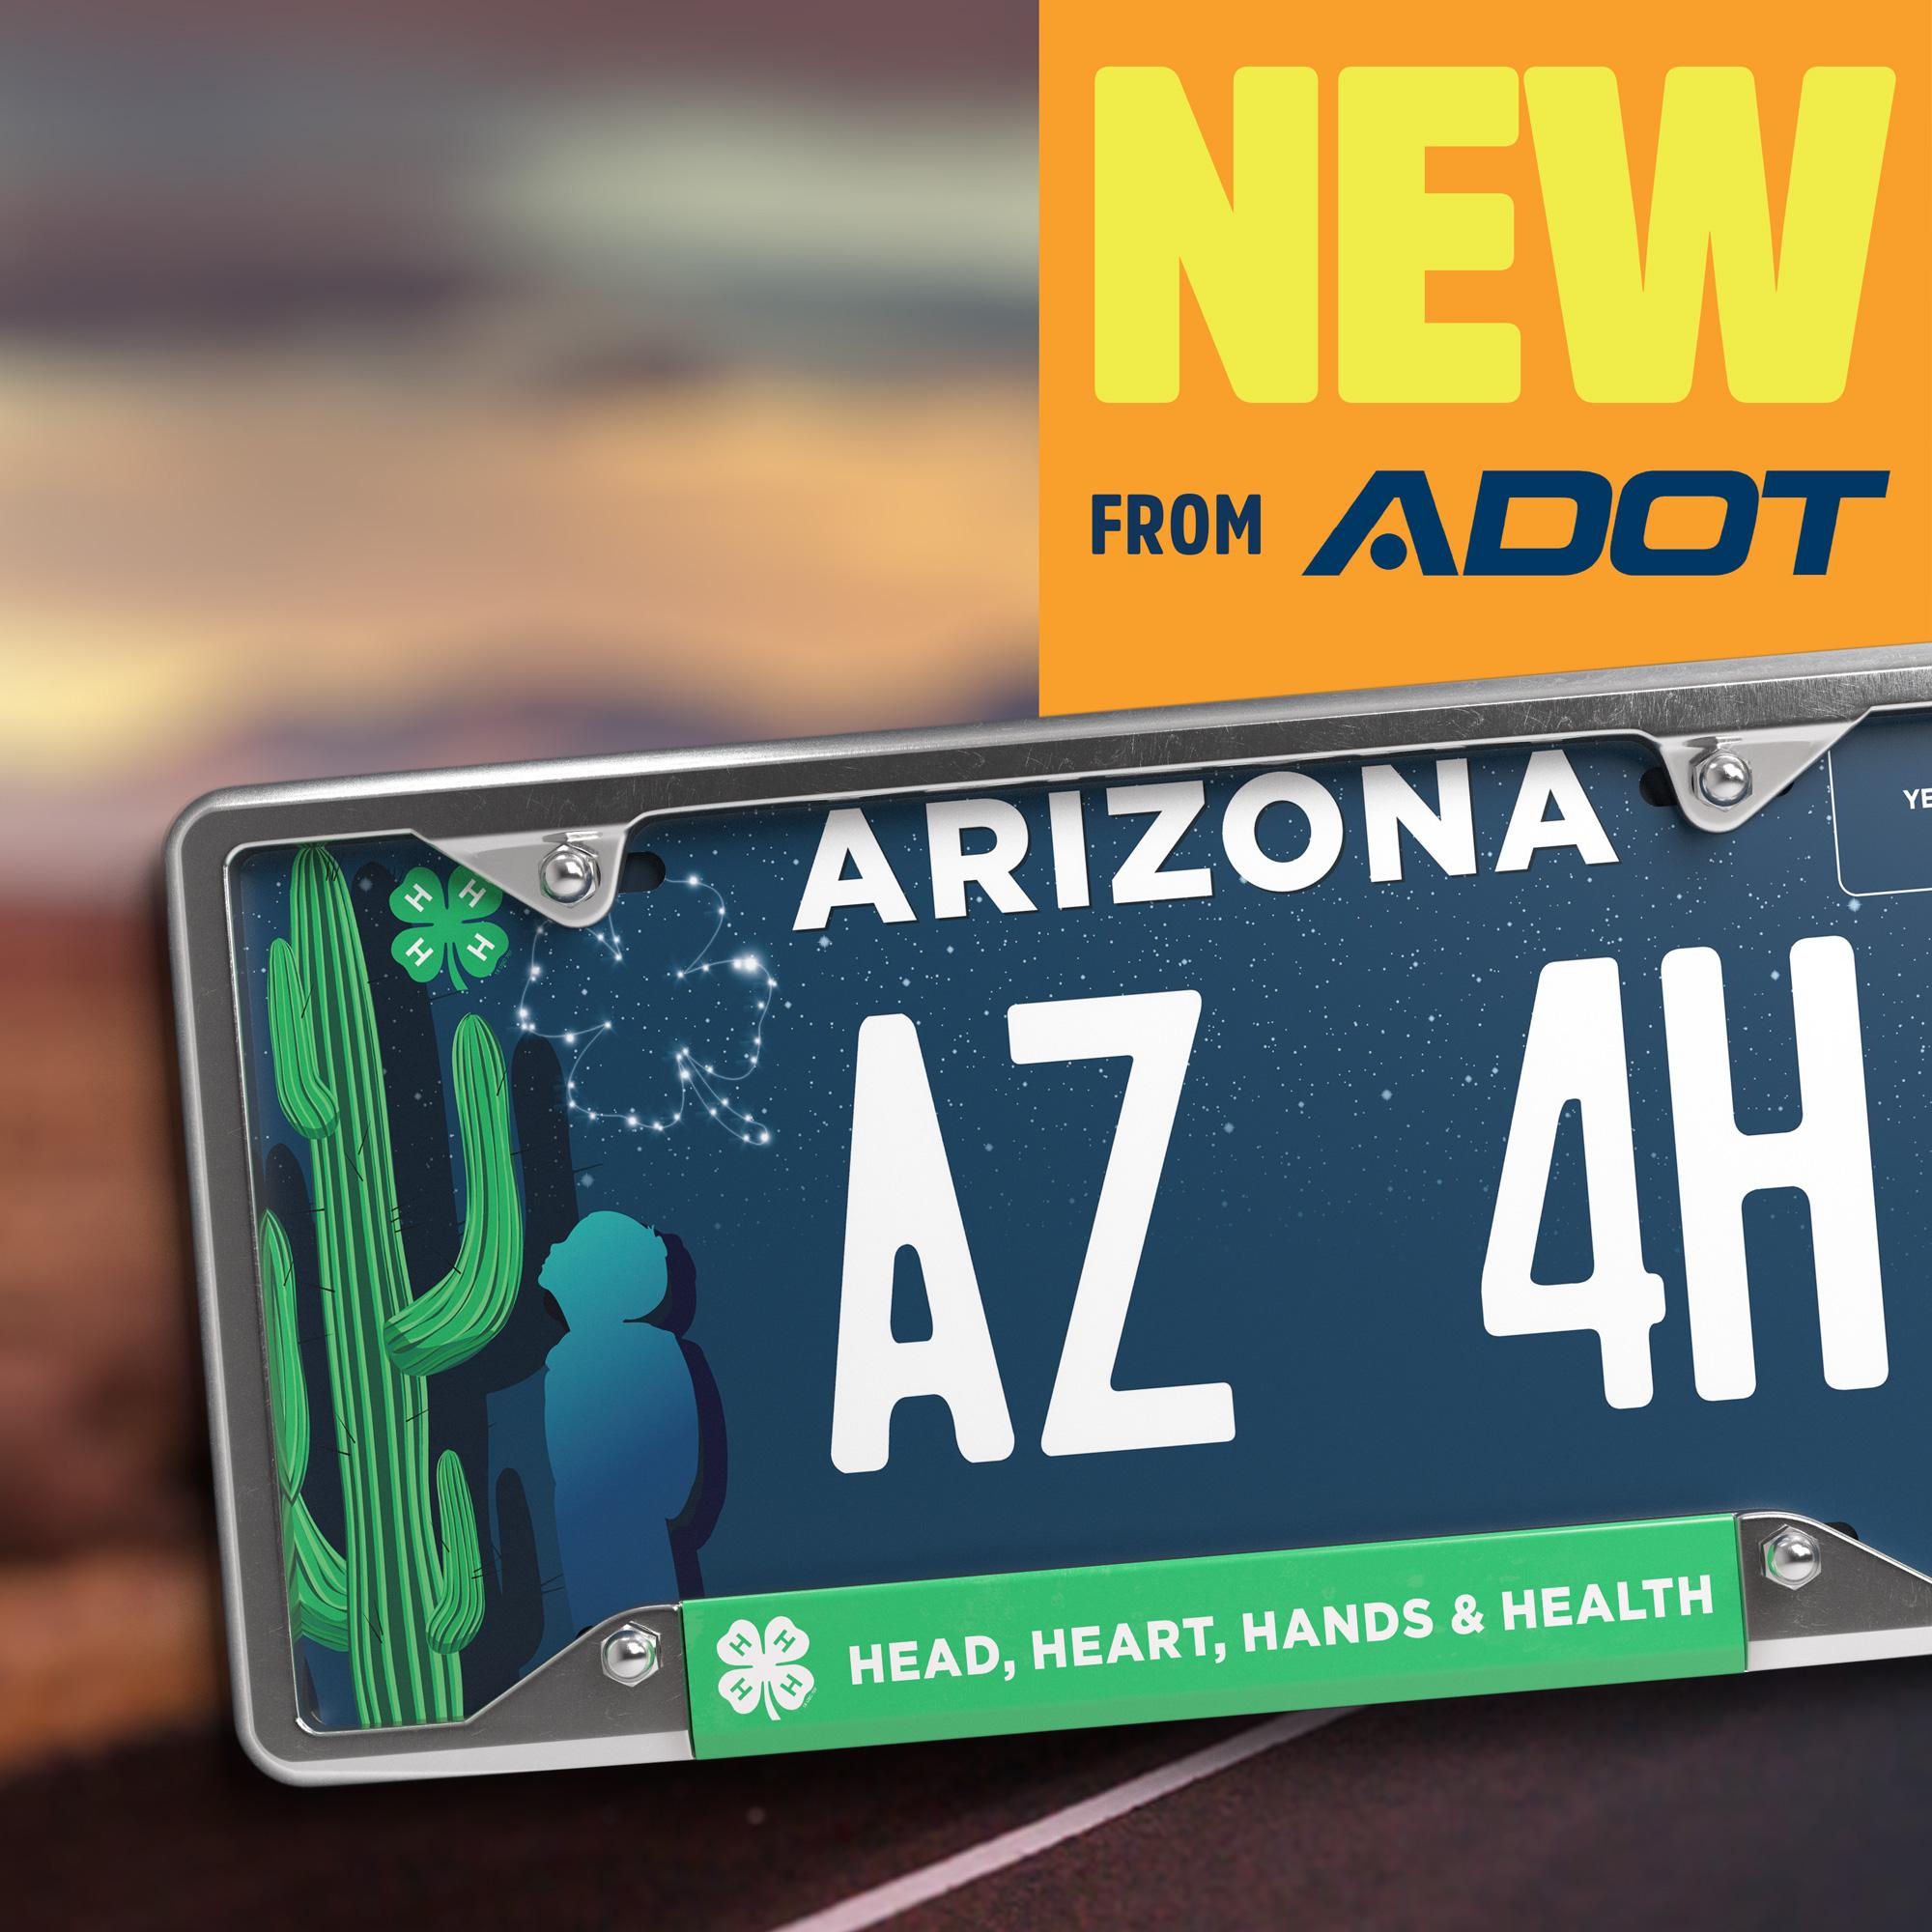 NEW
FROM ADOT
ARIZONA
AZ 4H
H H H H
H H H H
HEAD, HEART, HANDS & HEALTH